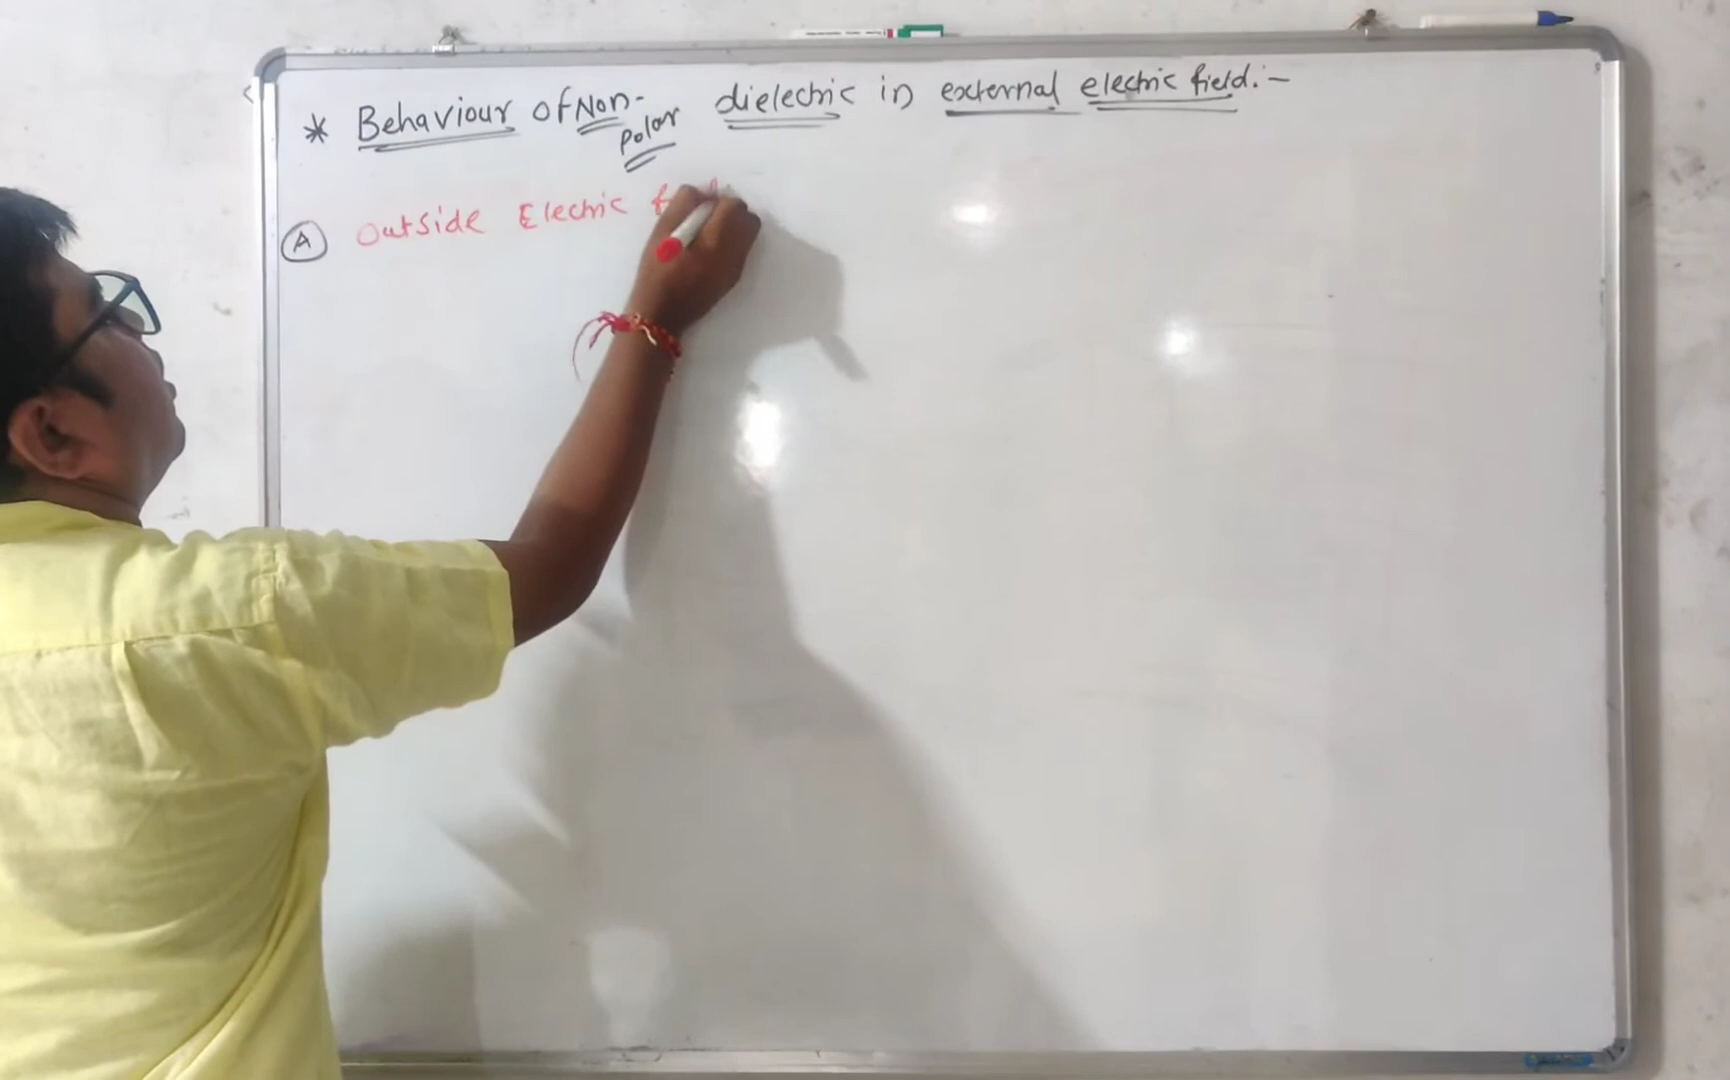 * Behaviour of Non-polar dielectric in external electric field:-
A Outside Electric